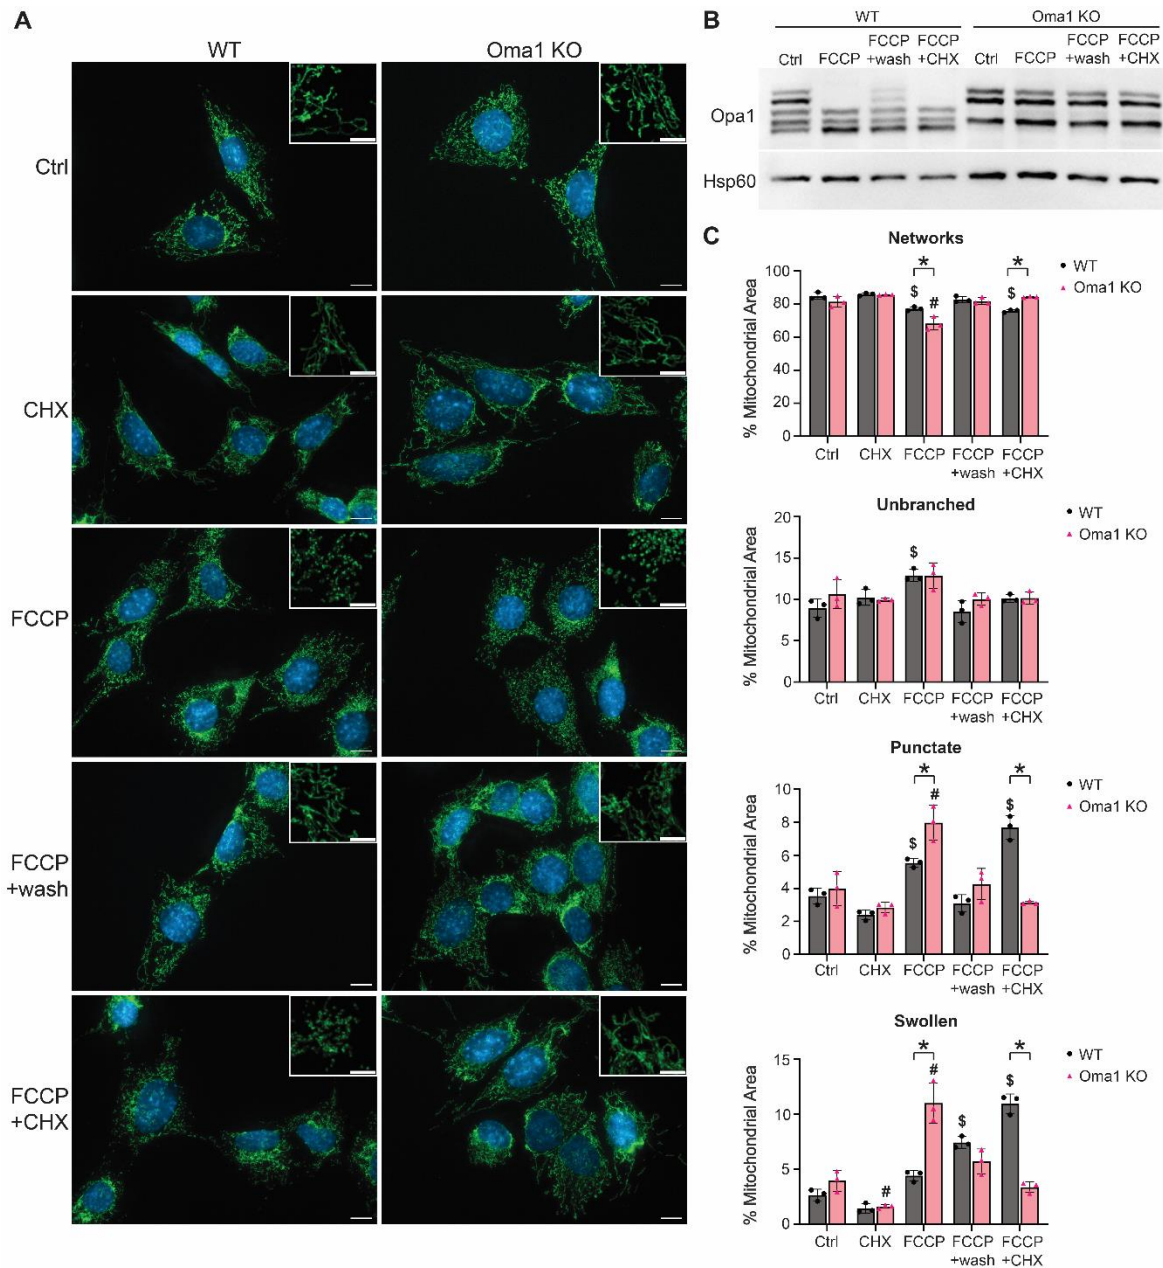 A
WT
Oma1 KO
Ctrl
CHX
FCCP
FCCP
+wash
FCCP
+CHX
B
WT
Oma1 KO
Ctrl
FCCP
FCCP
+wash
FCCP
+CHX
Ctrl
FCCP
FCCP
+wash
FCCP
+CHX
Opa1
Hsp60
C
Networks
% Mitochondrial Area
100
80
60
40
20
0
$
*
#
$
*
WT
Oma1 KO
Ctrl
CHX
FCCP
FCCP
+wash
FCCP
+CHX
Unbranched
% Mitochondrial Area
20
15
10
5
0
$
WT
Oma1 KO
Ctrl
CHX
FCCP
FCCP
+wash
FCCP
+CHX
Punctate
% Mitochondrial Area
10
8
6
4
2
0
$
*
#
$
*
WT
Oma1 KO
Ctrl
CHX
FCCP
FCCP
+wash
FCCP
+CHX
Swollen
% Mitochondrial Area
15
10
5
0
#
*
#
$
$
*
WT
Oma1 KO
Ctrl
CHX
FCCP
FCCP
+wash
FCCP
+CHX